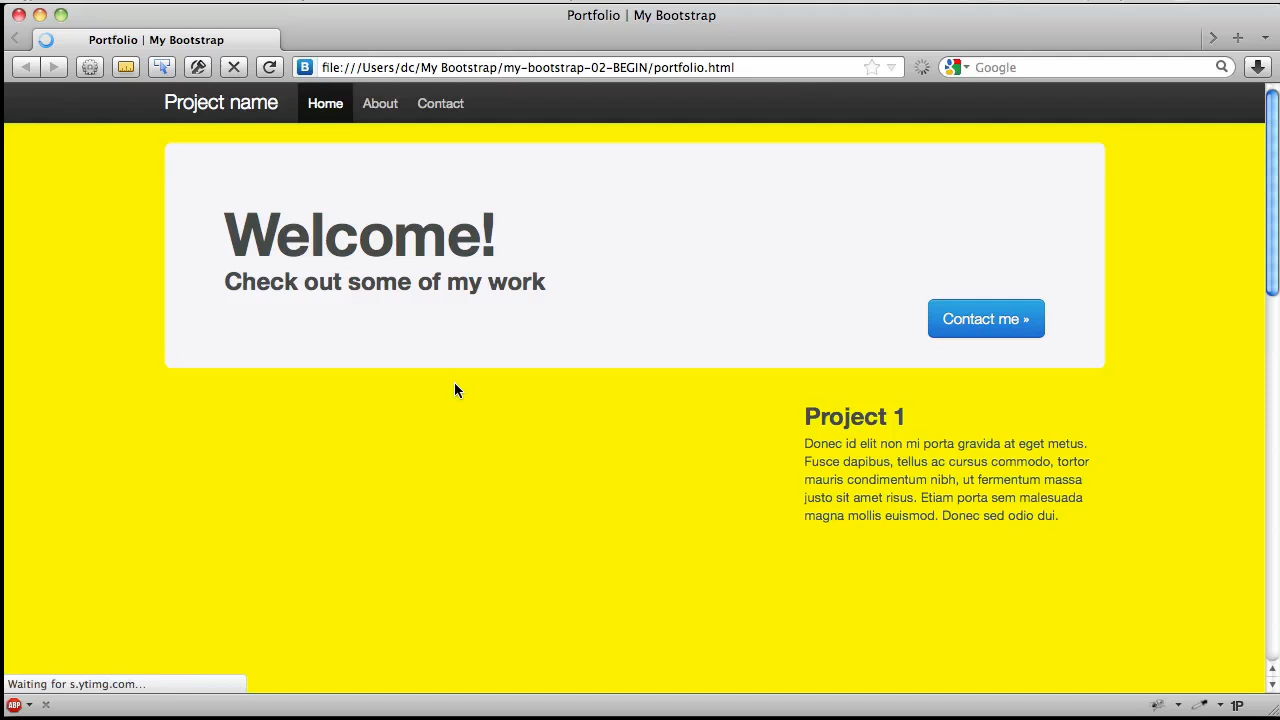 Portfolio | My Bootstrap
Portfolio | My Bootstrap
B file:///Users/dc/My Bootstrap/my-bootstrap-02-BEGIN/portfolio.html Google
Project name Home About Contact
Welcome!
Check out some of my work
Contact me »
Project 1
Donec id elit non mi porta gravida at eget metus.
Fusce dapibus, tellus ac cursus commodo, tortor
mauris condimentum nibh, ut fermentum massa
justo sit amet risus. Etiam porta sem malesuada
magna mollis euismod. Donec sed odio dui.
Waiting for s.ytimg.com...
ABP 1P